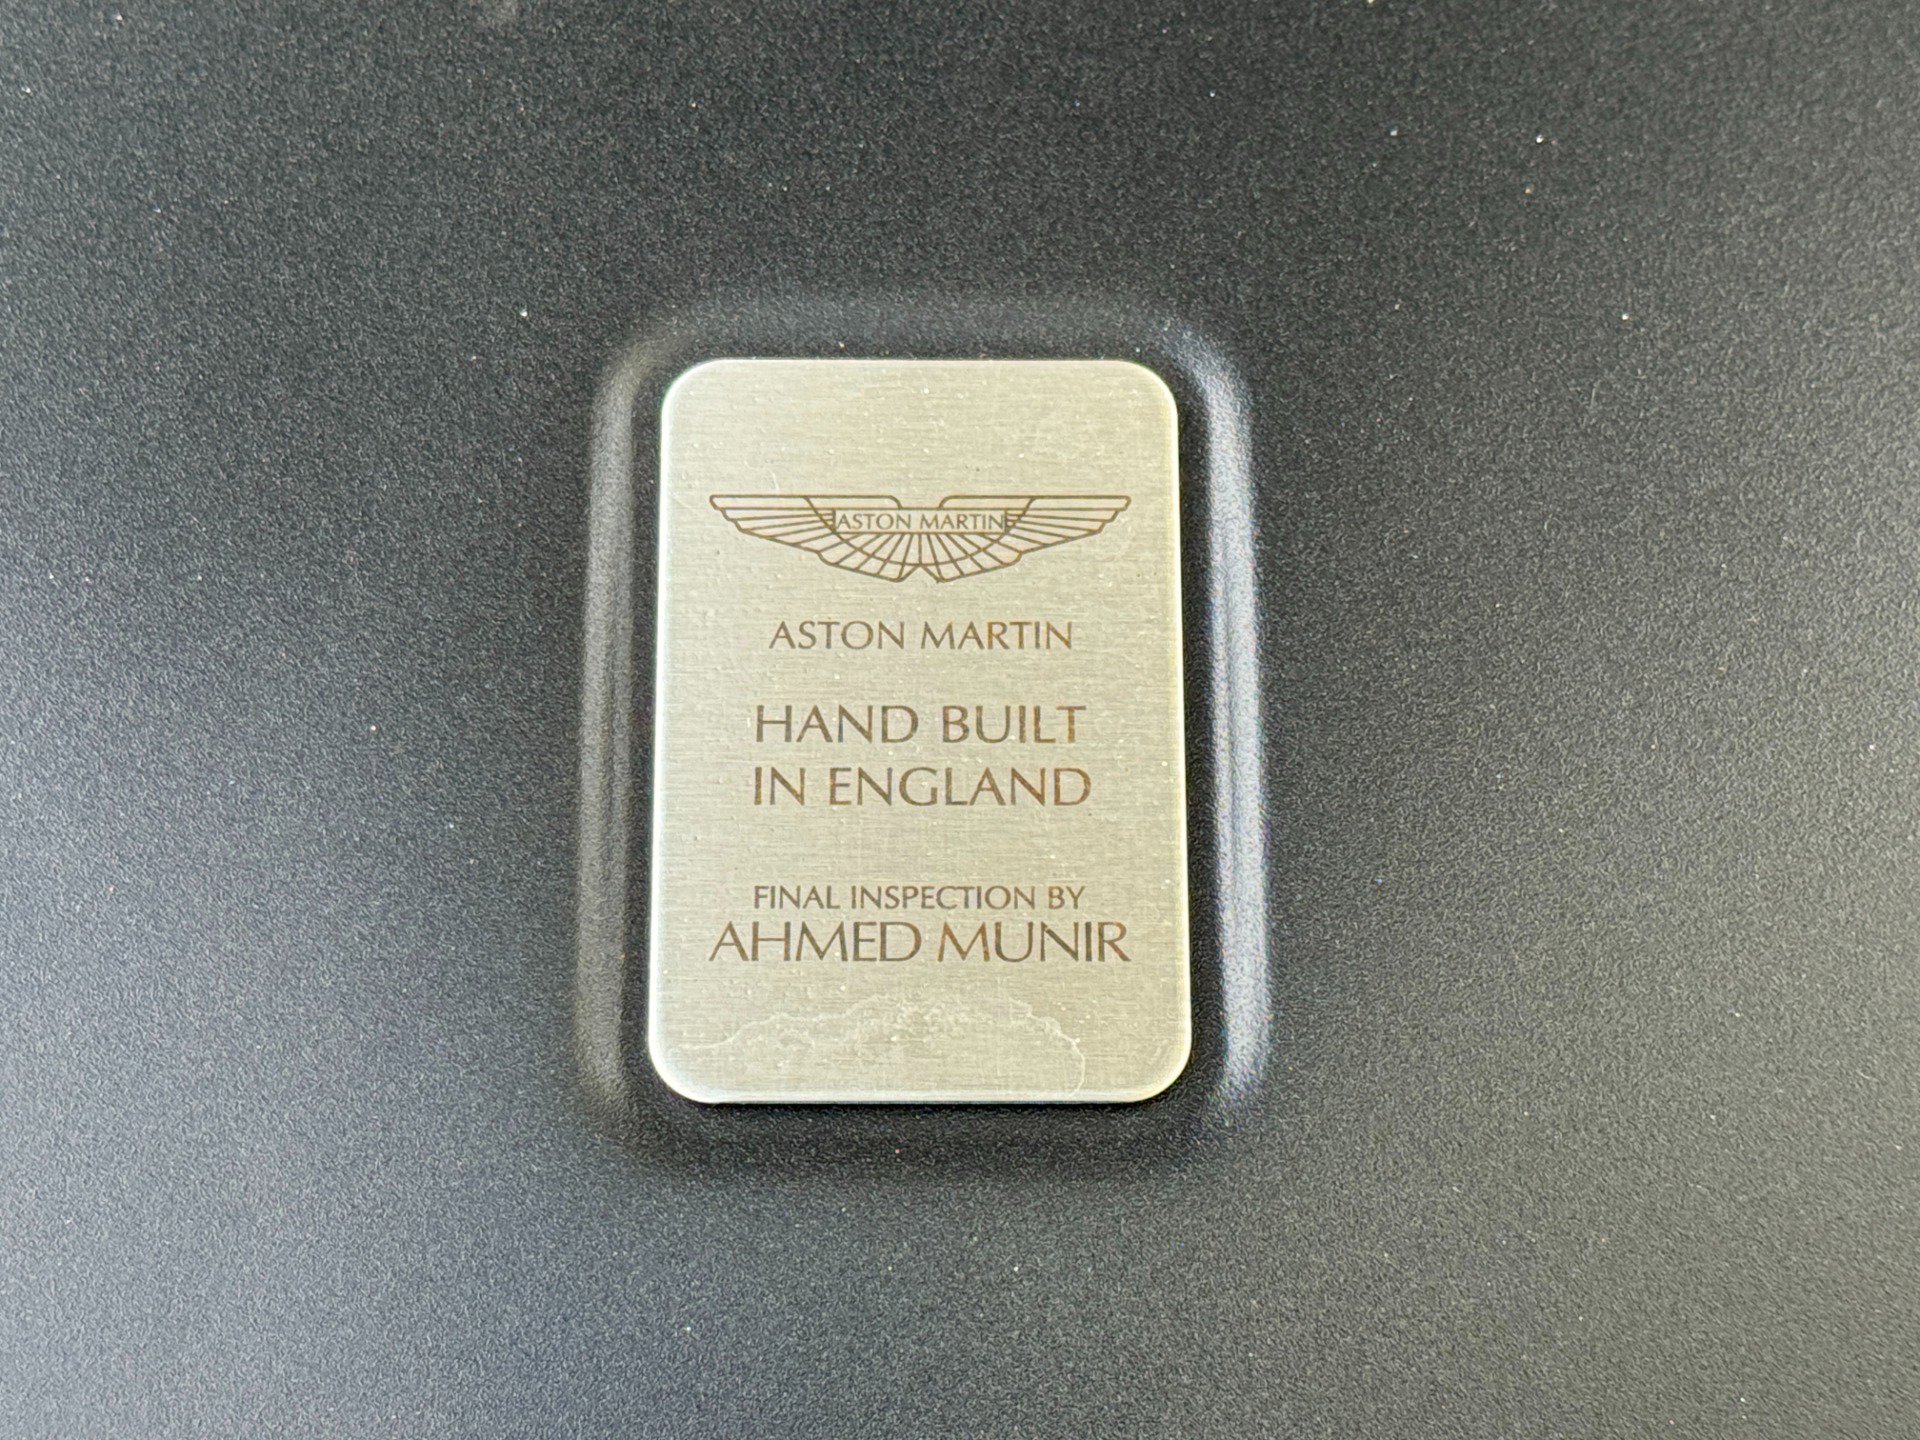 ASTON MARTIN
ASTON MARTIN
HAND BUILT
IN ENGLAND
FINAL INSPECTION BY
AHMED MUNIR